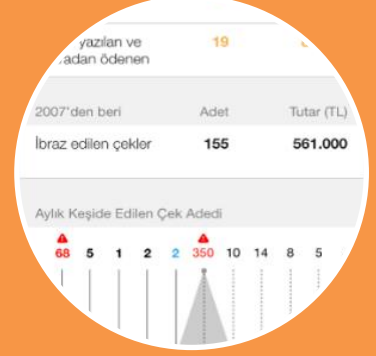 yazılan ve 19
adan ödenen
2007'den beri Adet Tutar (TL)
İbraz edilen çekler 155 561.000
Aylık Keşide Edilen Çek Adedi
68 5 1 2 2 350 10 14 8 5